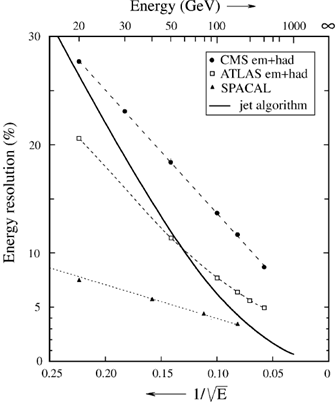 Energy (GeV)
20 30 50 100 1000 ∞
30
20
10
5
0
Energy resolution (%)
CMS em+had
ATLAS em+had
SPACAL
jet algorithm
0.25 0.20 0.15 0.10 0.05 0
1/√E